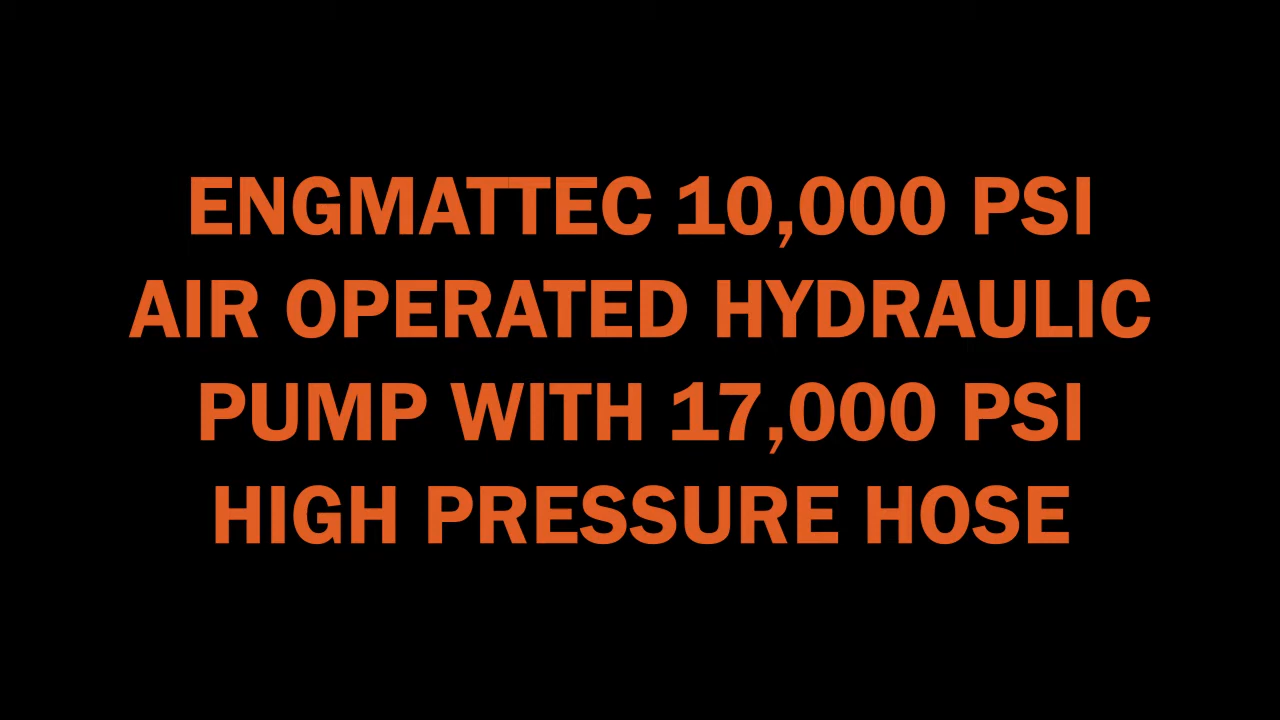 ENGMATTEC 10,000 PSI
AIR OPERATED HYDRAULIC
PUMP WITH 17,000 PSI
HIGH PRESSURE HOSE